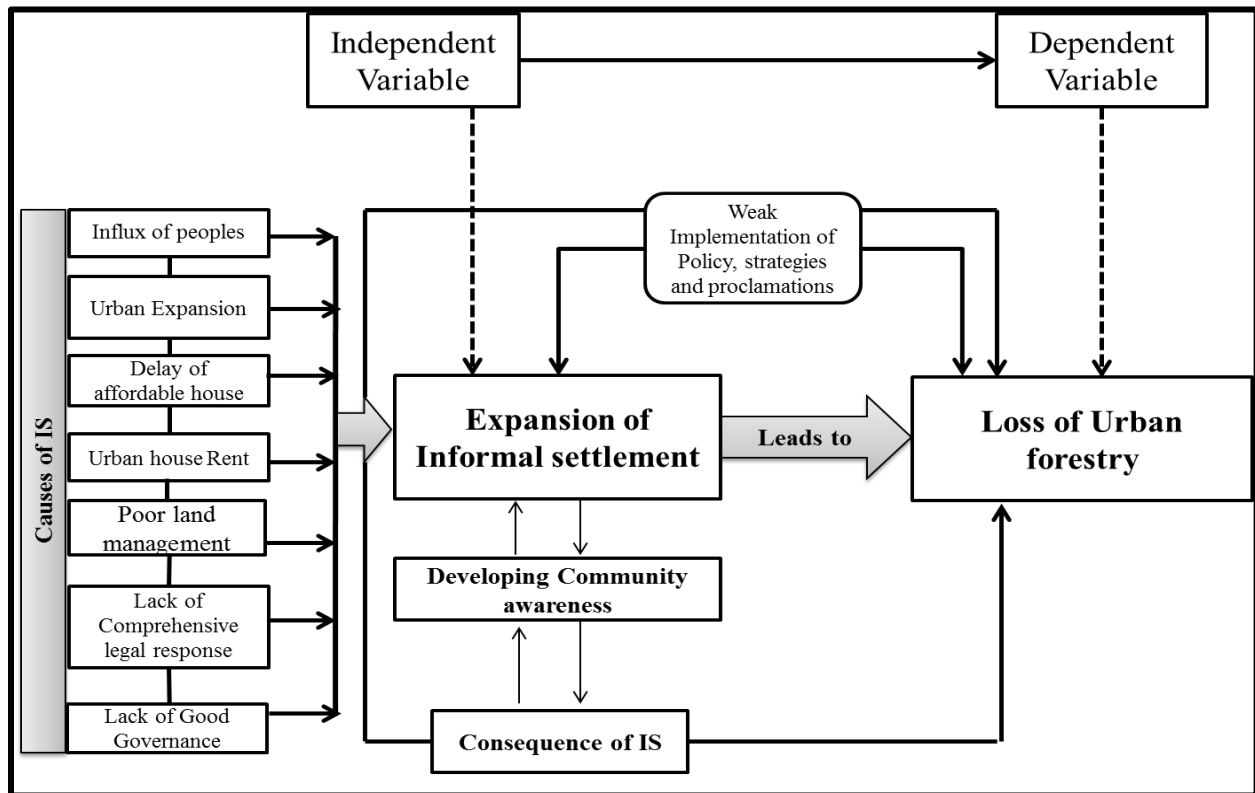 Independent
Variable
Dependent
Variable
Causes of IS
Influx of peoples
Urban Expansion
Delay of
affordable house
Urban house Rent
Poor land
management
Lack of
Comprehensive
legal response
Lack of Good
Governance
Weak
Implementation of
Policy, strategies
and proclamations
Expansion of
Informal settlement
Leads to
Loss of Urban
forestry
Developing Community
awareness
Consequence of IS